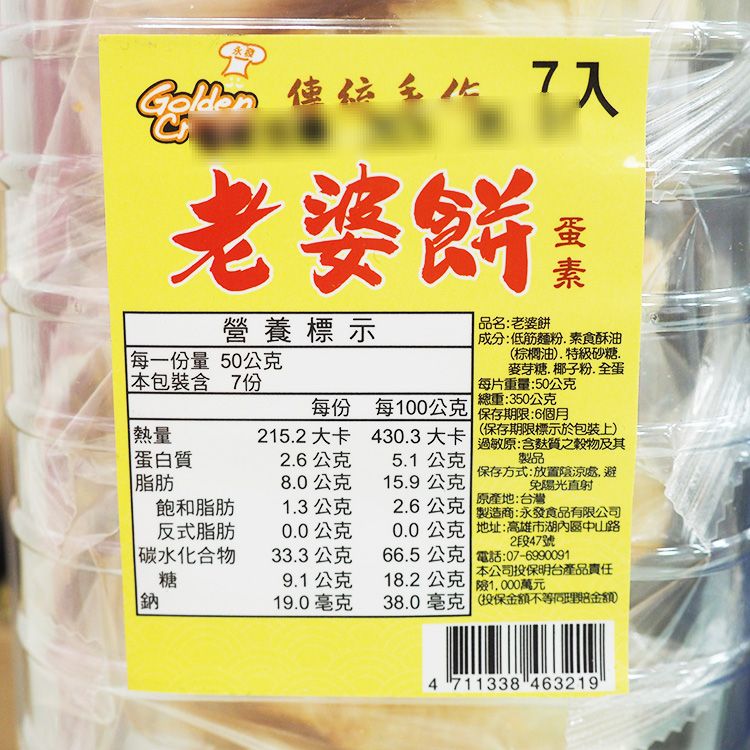 永發
Golden
傳統手作
7入
老婆餅
蛋素
營養標示
每一份量 50公克
本包裝含 7份
每份 每100公克
熱量 215.2 大卡 430.3 大卡
蛋白質 2.6 公克 5.1 公克
脂肪 8.0 公克 15.9 公克
飽和脂肪 1.3 公克 2.6 公克
反式脂肪 0.0 公克 0.0 公克
碳水化合物 33.3 公克 66.5 公克
糖 9.1 公克 18.2 公克
鈉 19.0 毫克 38.0 毫克
品名:老婆餅
成分:低筋麵粉.素食酥油
(棕櫚油).特級砂糖.
麥芽糖.椰子粉.全蛋
每片重量:50公克
總重:350公克
保存期限:6個月
(保存期限標示於包裝上)
過敏原:含麩質之穀物及其
製品
保存方式:放置陰涼處,避
免陽光直射
原產地:台灣
製造商:永發食品有限公司
地址:高雄市湖內區中山路
2段47號
電話:07-6990091
本公司投保明台產品責任
險1,000萬元
(投保金額不等同理賠金額)
4 711338 463219